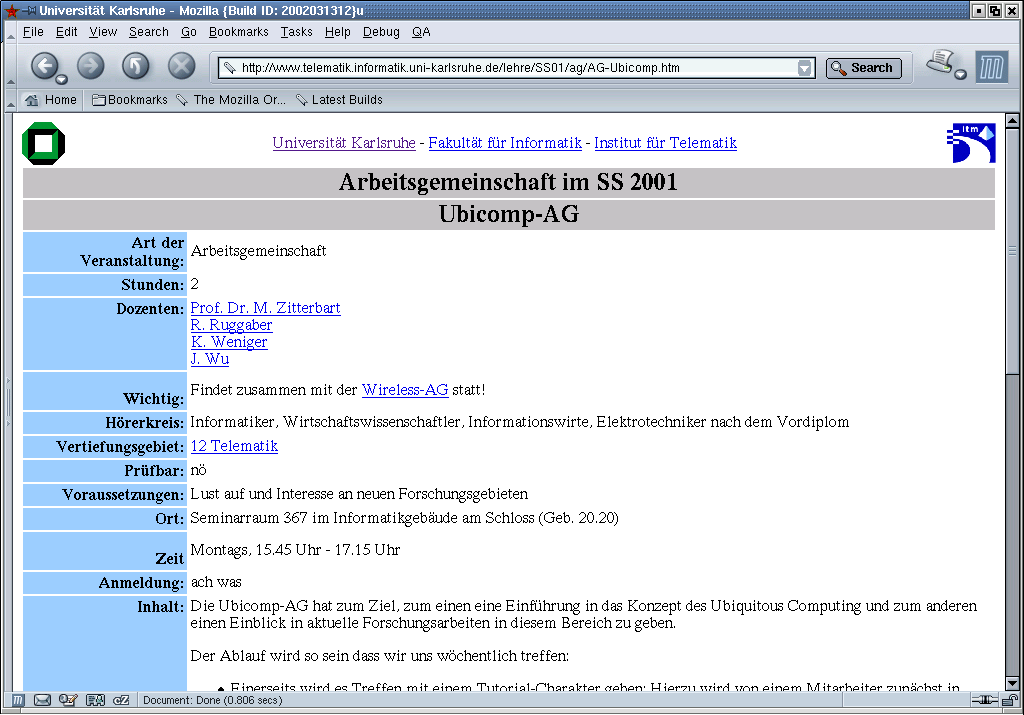 Universität Karlsruhe - Mozilla {Build ID: 2002031312}u
File Edit View Search Go Bookmarks Tasks Help Debug QA
http://www.telematik.informatik.uni-karlsruhe.de/lehre/SS01/ag/AG-Ubicomp.htm Search
Home Bookmarks The Mozilla Or... Latest Builds
Universität Karlsruhe - Fakultät für Informatik - Institut für Telematik
itm
Arbeitsgemeinschaft im SS 2001
Ubicomp-AG
Art der
Veranstaltung: Arbeitsgemeinschaft
Stunden: 2
Dozenten: Prof. Dr. M. Zitterbart
R. Ruggaber
K. Weniger
J. Wu
Wichtig: Findet zusammen mit der Wireless-AG statt!
Hörerkreis: Informatiker, Wirtschaftswissenschaftler, Informationswirte, Elektrotechniker nach dem Vordiplom
Vertiefungsgebiet: 12 Telematik
Prüfbar: nö
Voraussetzungen: Lust auf und Interesse an neuen Forschungsgebieten
Ort: Seminarraum 367 im Informatikgebäude am Schloss (Geb. 20.20)
Zeit Montags, 15.45 Uhr - 17.15 Uhr
Anmeldung: ach was
Inhalt: Die Ubicomp-AG hat zum Ziel, zum einen eine Einführung in das Konzept des Ubiquitous Computing und zum anderen
einen Einblick in aktuelle Forschungsarbeiten in diesem Bereich zu geben.
Der Ablauf wird so sein dass wir uns wöchentlich treffen:
• Einerseits wird es Treffen mit einem Tutorial-Charakter geben: Hierzu wird von einem Mitarbeiter zunächst in
Document: Done (0.806 secs)